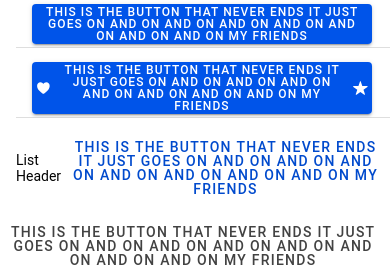 THIS IS THE BUTTON THAT NEVER ENDS IT JUST
GOES ON AND ON AND ON AND ON AND ON AND
ON AND ON AND ON AND ON MY FRIENDS
THIS IS THE BUTTON THAT NEVER ENDS IT
JUST GOES ON AND ON AND ON AND ON
AND ON AND ON AND ON AND ON MY
FRIENDS
List
Header
THIS IS THE BUTTON THAT NEVER ENDS
IT JUST GOES ON AND ON AND ON AND
ON AND ON AND ON AND ON AND ON MY
FRIENDS
THIS IS THE BUTTON THAT NEVER ENDS IT JUST
GOES ON AND ON AND ON AND ON AND ON AND
ON AND ON AND ON AND ON MY FRIENDS